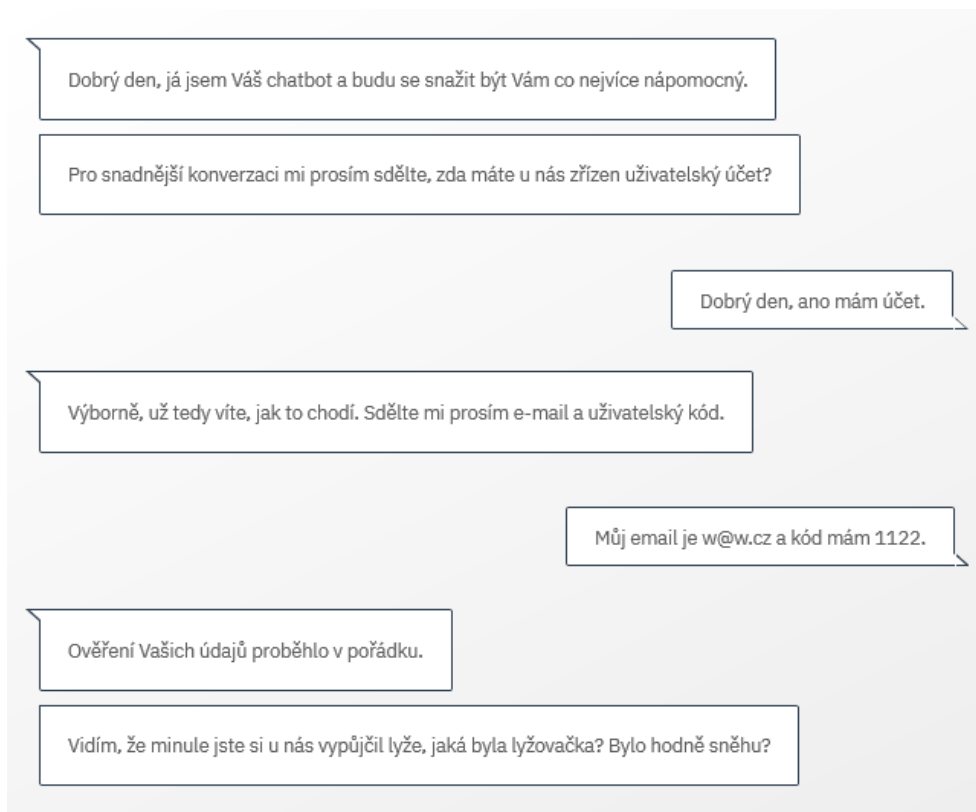 Dobrý den, já jsem Váš chatbot a budu se snažit být Vám co nejvíce nápomocný.
Pro snadnější konverzaci mi prosím sdělte, zda máte u nás zřízen uživatelský účet?
Dobrý den, ano mám účet.
Výborně, už tedy víte, jak to chodí. Sdělte mi prosím e-mail a uživatelský kód.
Můj email je w@w.cz a kód mám 1122.
Ověření Vašich údajů proběhlo v pořádku.
Vidím, že minule jste si u nás vypůjčil lyže, jaká byla lyžovačka? Bylo hodně sněhu?